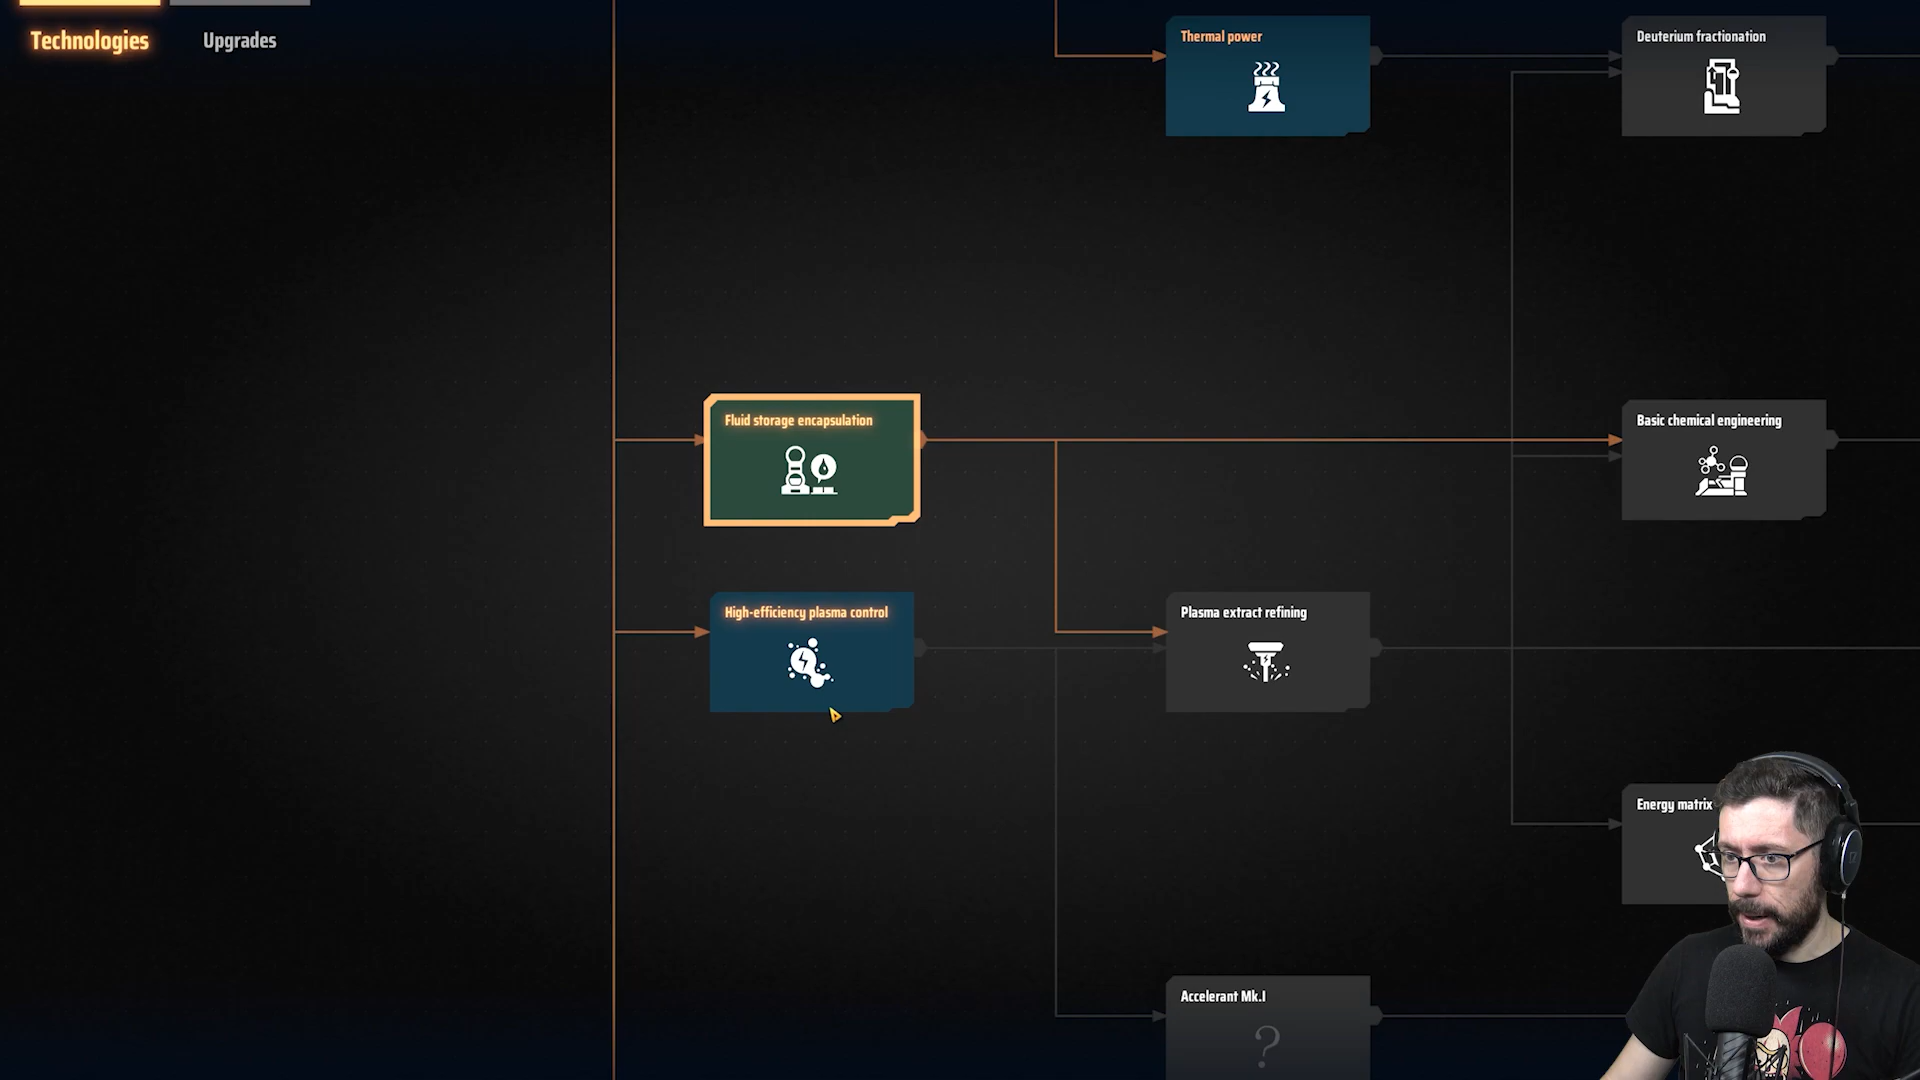 Technologies
Upgrades
Thermal power
Deuterium fractionation
Fluid storage encapsulation
Basic chemical engineering
High-efficiency plasma control
Plasma extract refining
Energy matrix
Accelerant Mk.I
?